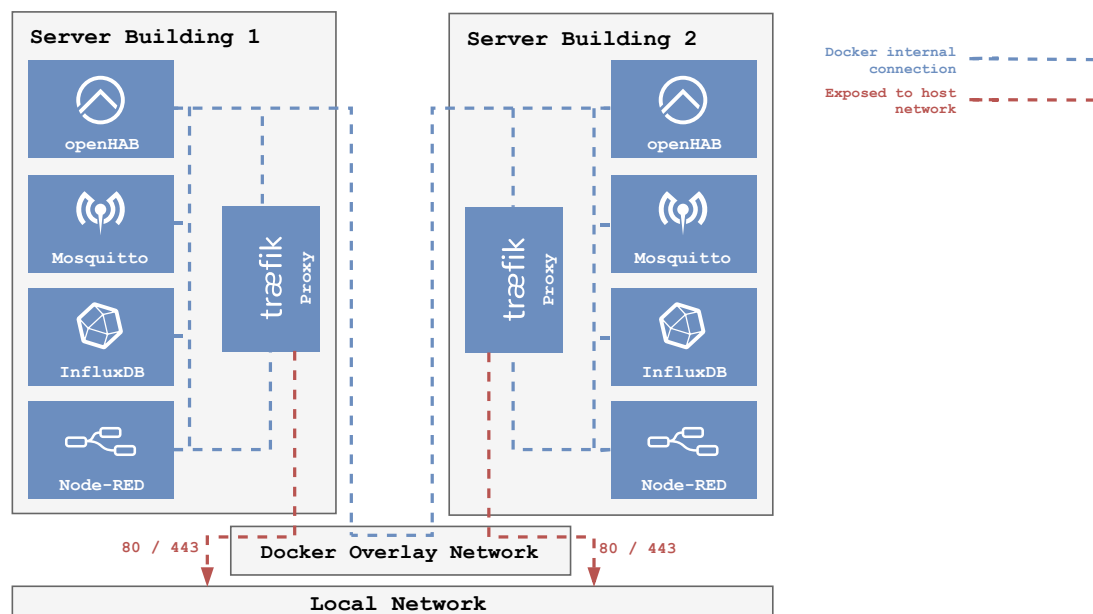 Server Building 1
openHAB
Mosquitto
InfluxDB
Node-RED
træfik
Proxy
Server Building 2
træfik
Proxy
openHAB
Mosquitto
InfluxDB
Node-RED
Docker internal
connection
Exposed to host
network
80 / 443
Docker Overlay Network
80 / 443
Local Network